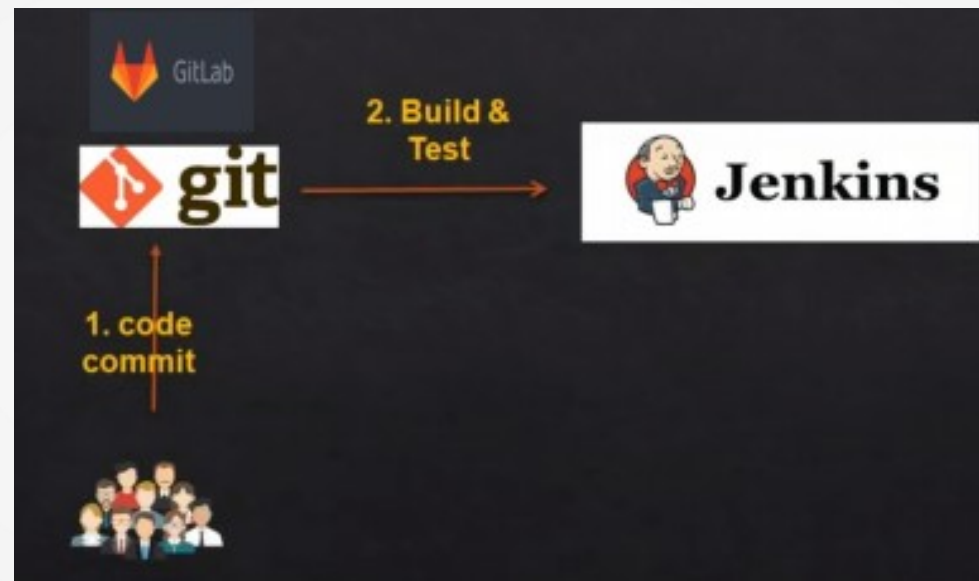 GitLab
git
2. Build &
Test
Jenkins
1. code
commit